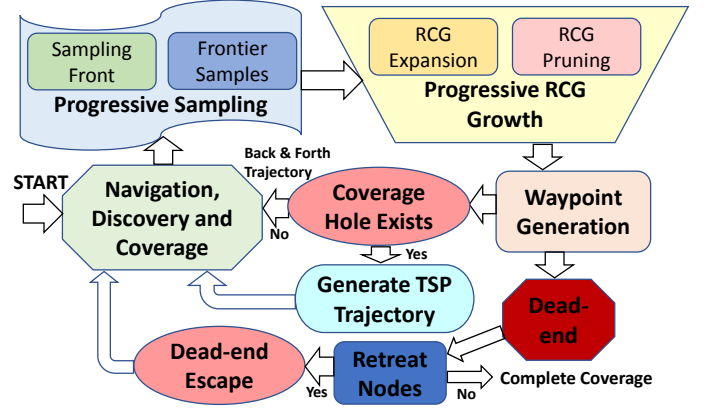 Sampling
Front
Frontier
Samples
Progressive Sampling
RCG
Expansion
RCG
Pruning
Progressive RCG
Growth
START
Navigation,
Discovery and
Coverage
Back & Forth
Trajectory
No
Coverage
Hole Exists
Yes
Waypoint
Generation
Generate TSP
Trajectory
Dead-
end
Dead-end
Escape
Yes
Retreat
Nodes
No
Complete Coverage